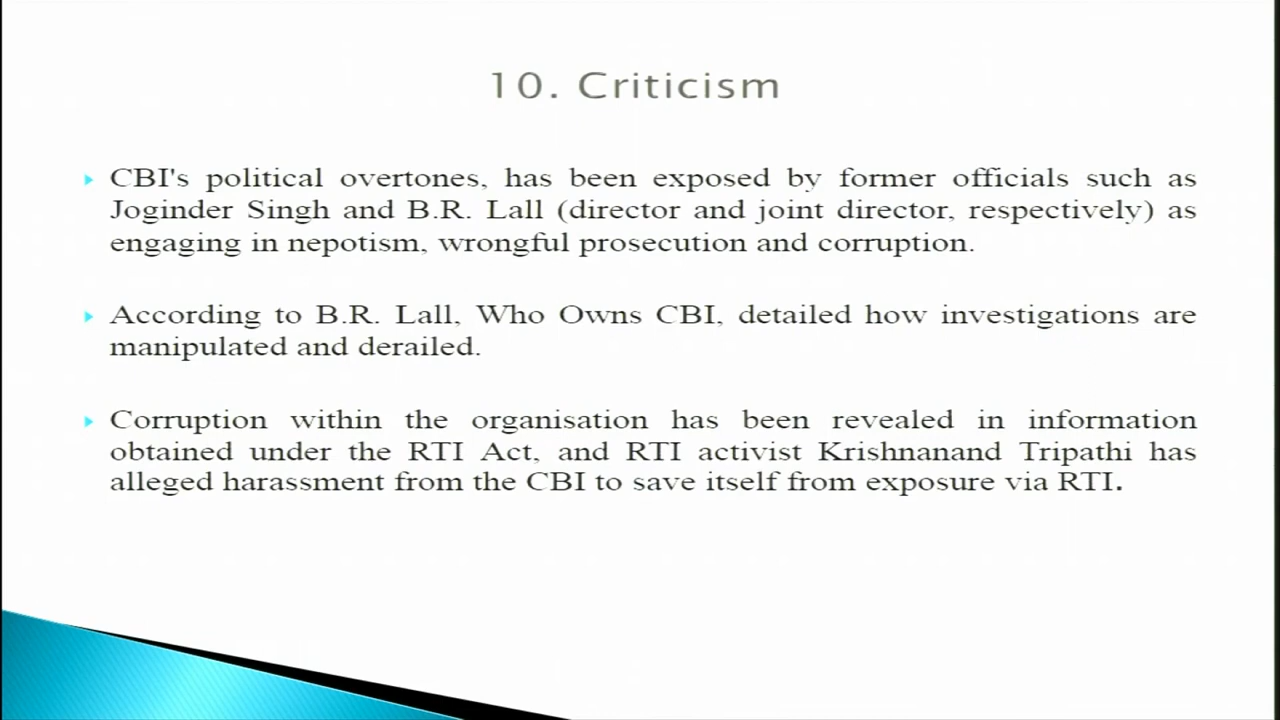 10. Criticism
CBI's political overtones, has been exposed by former officials such as
Joginder Singh and B.R. Lall (director and joint director, respectively) as
engaging in nepotism, wrongful prosecution and corruption.
According to B.R. Lall, Who Owns CBI, detailed how investigations are
manipulated and derailed.
Corruption within the organisation has been revealed in information
obtained under the RTI Act, and RTI activist Krishnanand Tripathi has
alleged harassment from the CBI to save itself from exposure via RTI.